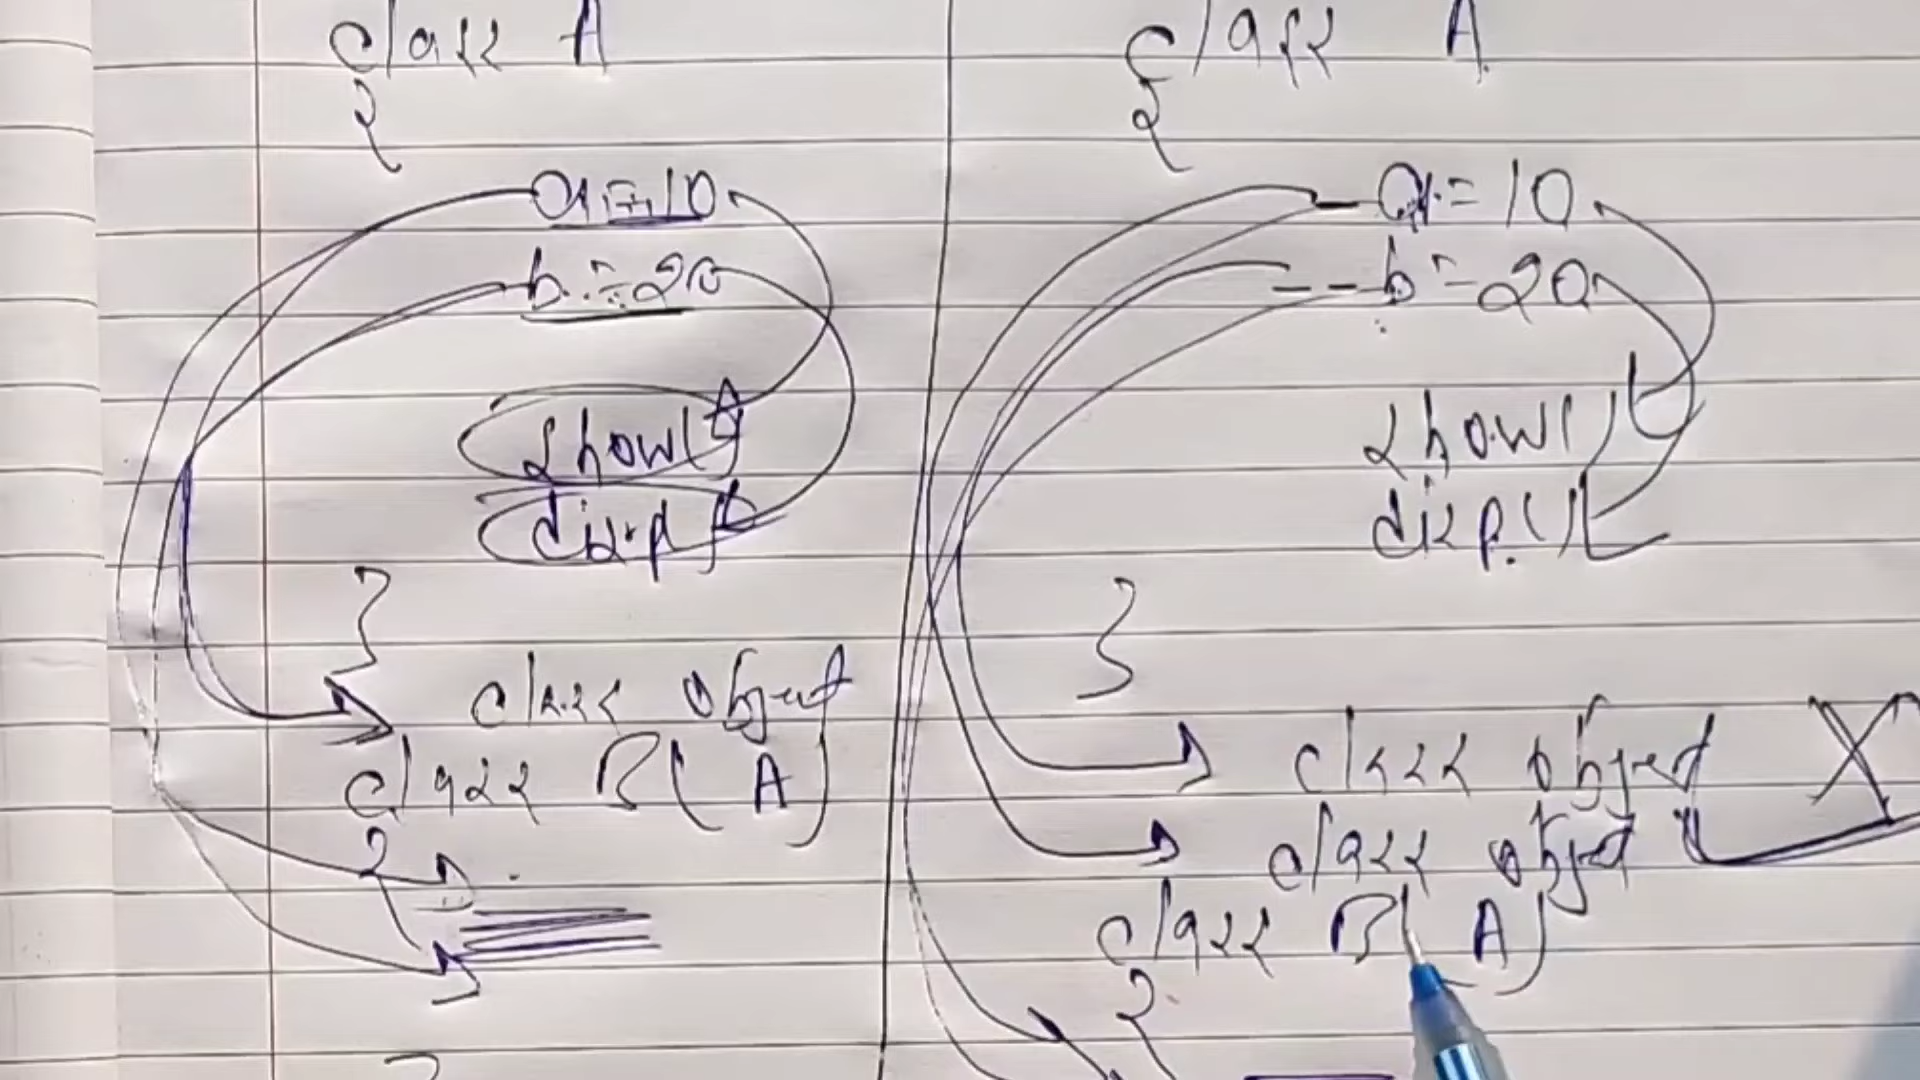 class A
{
a = 10
b = 20
show()
disp()
}
class object
class B( A)
{
class A
{
-- a = 10
-- b = 20
show()
disp.()
}
class object
class object
class B( A)
{